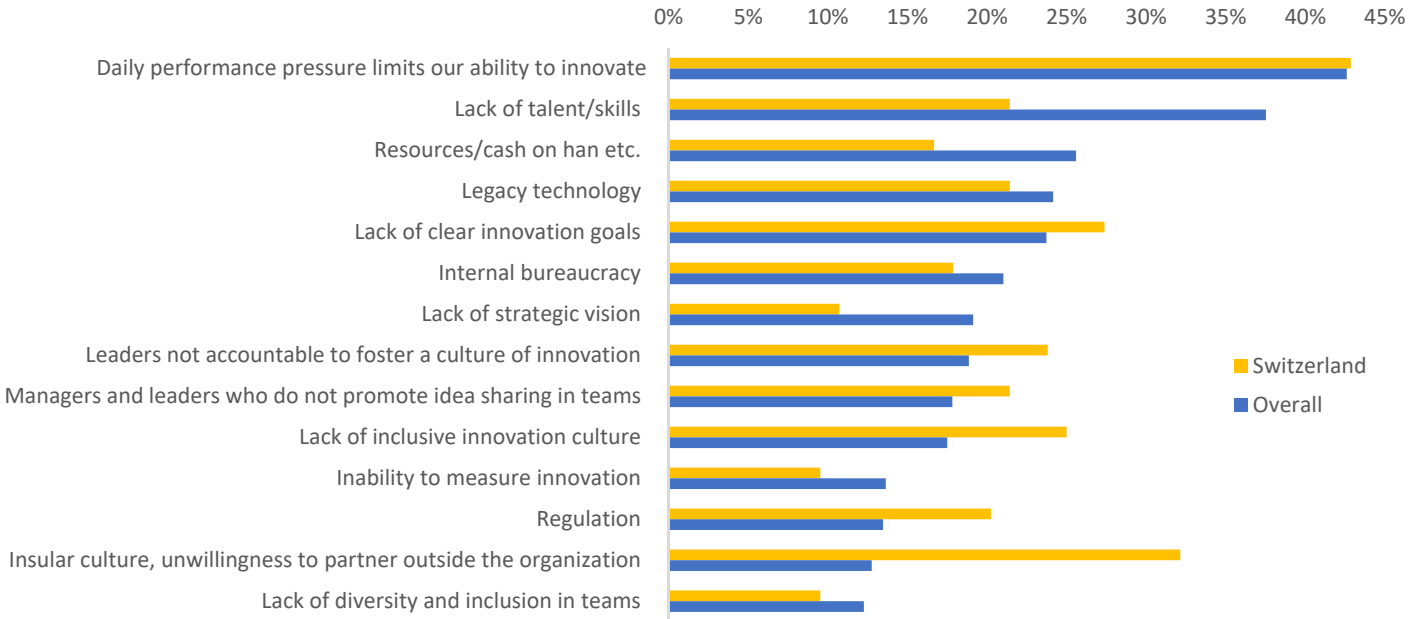 0% 5% 10% 15% 20% 25% 30% 35% 40% 45%
Daily performance pressure limits our ability to innovate
Lack of talent/skills
Resources/cash on han etc.
Legacy technology
Lack of clear innovation goals
Internal bureaucracy
Lack of strategic vision
Leaders not accountable to foster a culture of innovation
Managers and leaders who do not promote idea sharing in teams
Lack of inclusive innovation culture
Inability to measure innovation
Regulation
Insular culture, unwillingness to partner outside the organization
Lack of diversity and inclusion in teams
Switzerland
Overall